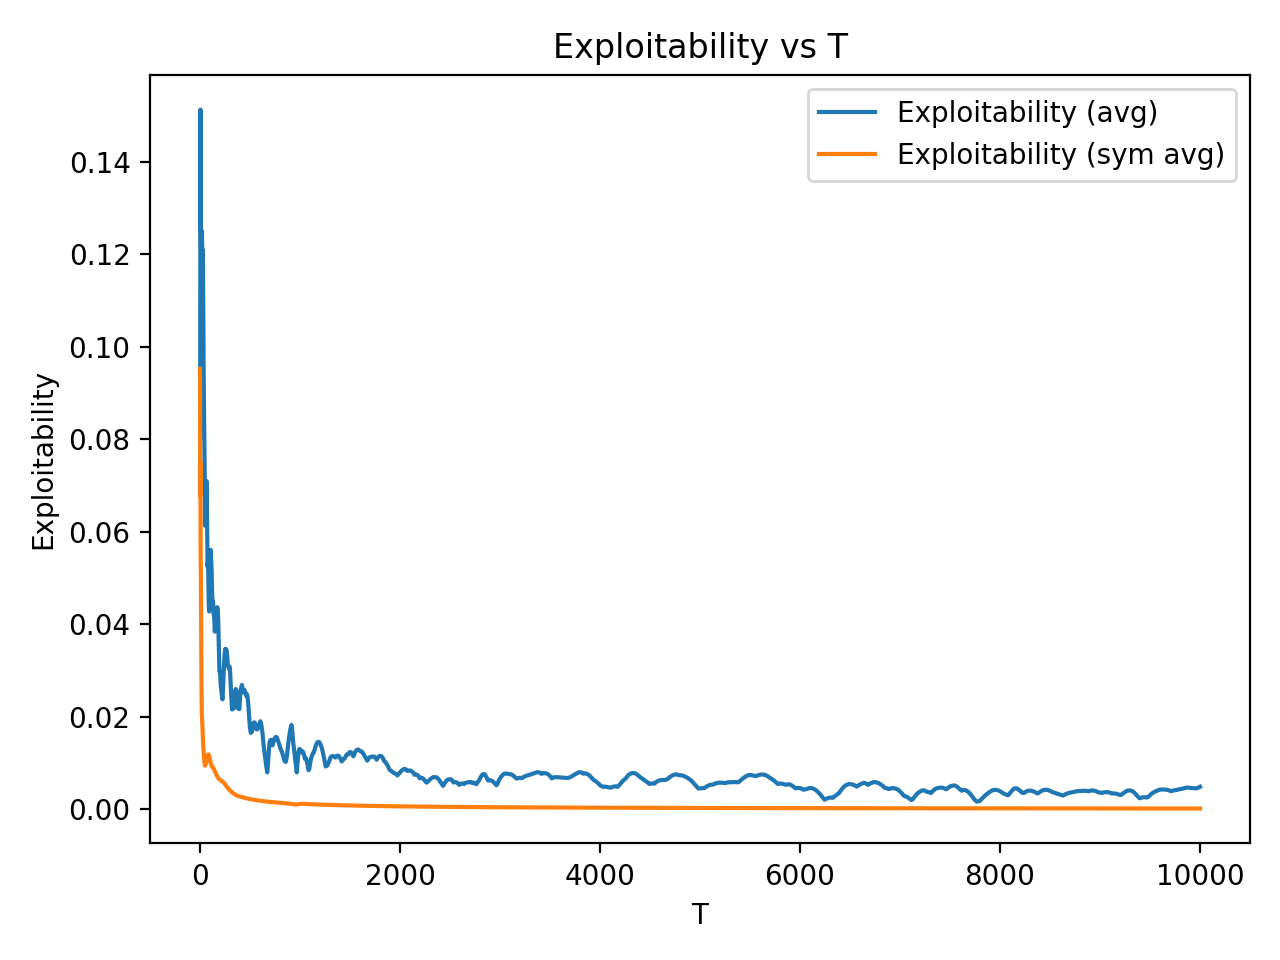 Exploitability vs T
Exploitability (avg)
Exploitability (sym avg)
Exploitability
0.14
0.12
0.10
0.08
0.06
0.04
0.02
0.00
0 2000 4000 6000 8000 10000
T